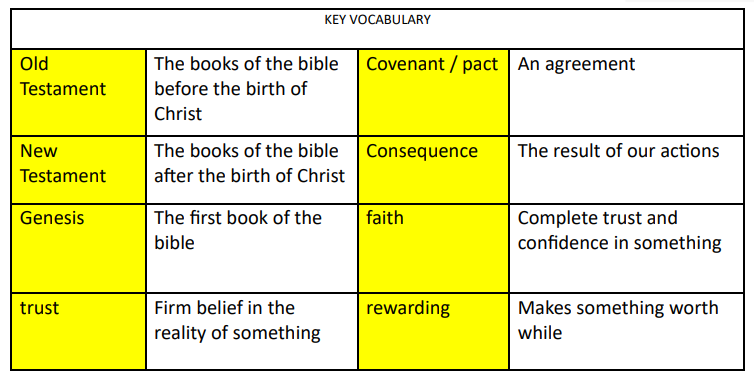 KEY VOCABULARY
Old
Testament
The books of the bible
before the birth of
Christ
Covenant / pact
An agreement
New
Testament
The books of the bible
after the birth of Christ
Consequence
The result of our actions
Genesis
The first book of the
bible
faith
Complete trust and
confidence in something
trust
Firm belief in the
reality of something
rewarding
Makes something worth
while